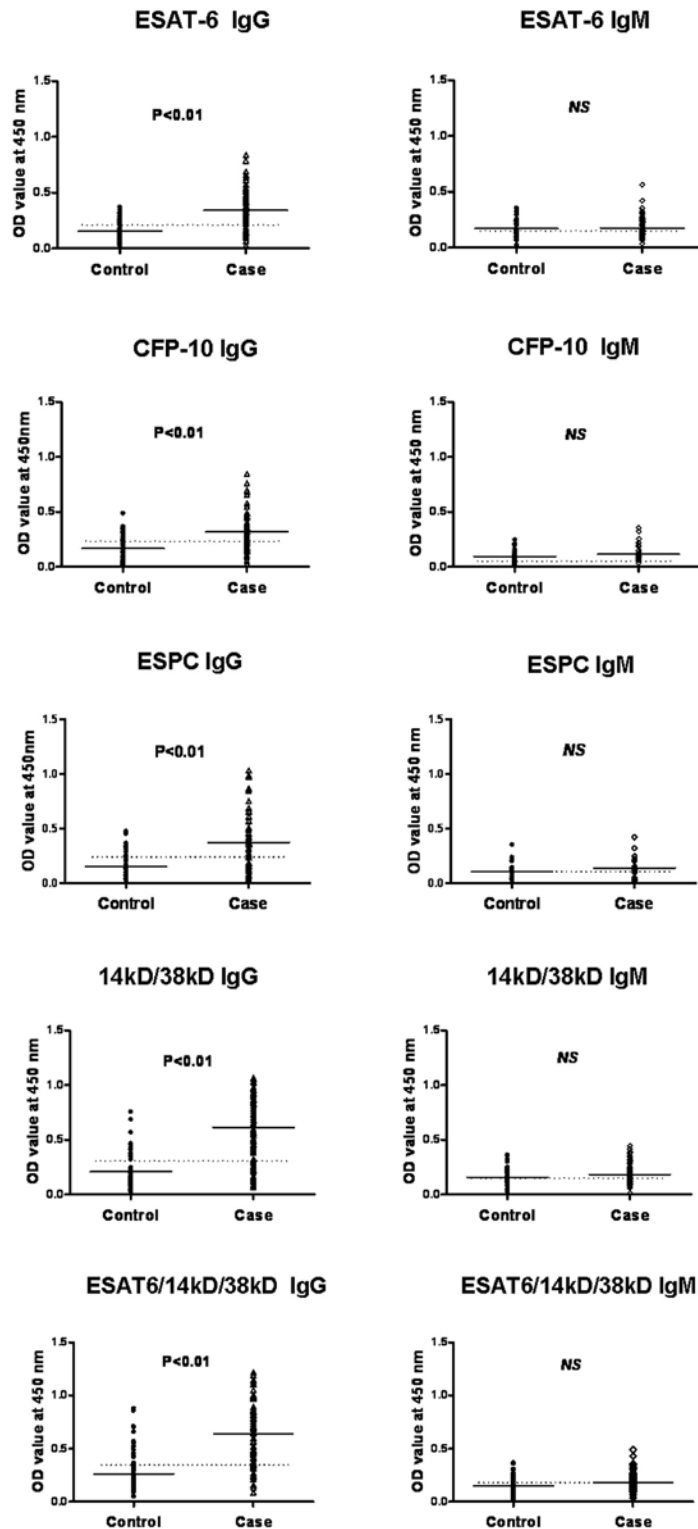 ESAT-6 IgG
1.5
1.0
0.5
0.0
OD value at 450 nm
P<0.01
Control
Case
ESAT-6 IgM
1.5
1.0
0.5
0.0
OD value at 450 nm
NS
Control
Case
CFP-10 IgG
1.5
1.0
0.5
0.0
OD value at 450nm
P<0.01
Control
Case
CFP-10 IgM
1.5
1.0
0.5
0.0
OD value at 450 nm
NS
Control
Case
ESPC IgG
1.5
1.0
0.5
0.0
OD value at 450nm
P<0.01
Control
Case
ESPC IgM
1.5
1.0
0.5
0.0
OD value at 450 nm
NS
Control
Case
14kD/38kD IgG
1.5
1.0
0.5
0.0
OD value at 450 nm
P<0.01
Control
Case
14kD/38kD IgM
1.5
1.0
0.5
0.0
OD value at 450 nm
NS
Control
Case
ESAT6/14kD/38kD IgG
1.5
1.0
0.5
0.0
OD value at 450 nm
P<0.01
Control
Case
ESAT6/14kD/38kD IgM
1.5
1.0
0.5
0.0
OD value at 450 nm
NS
Control
Case